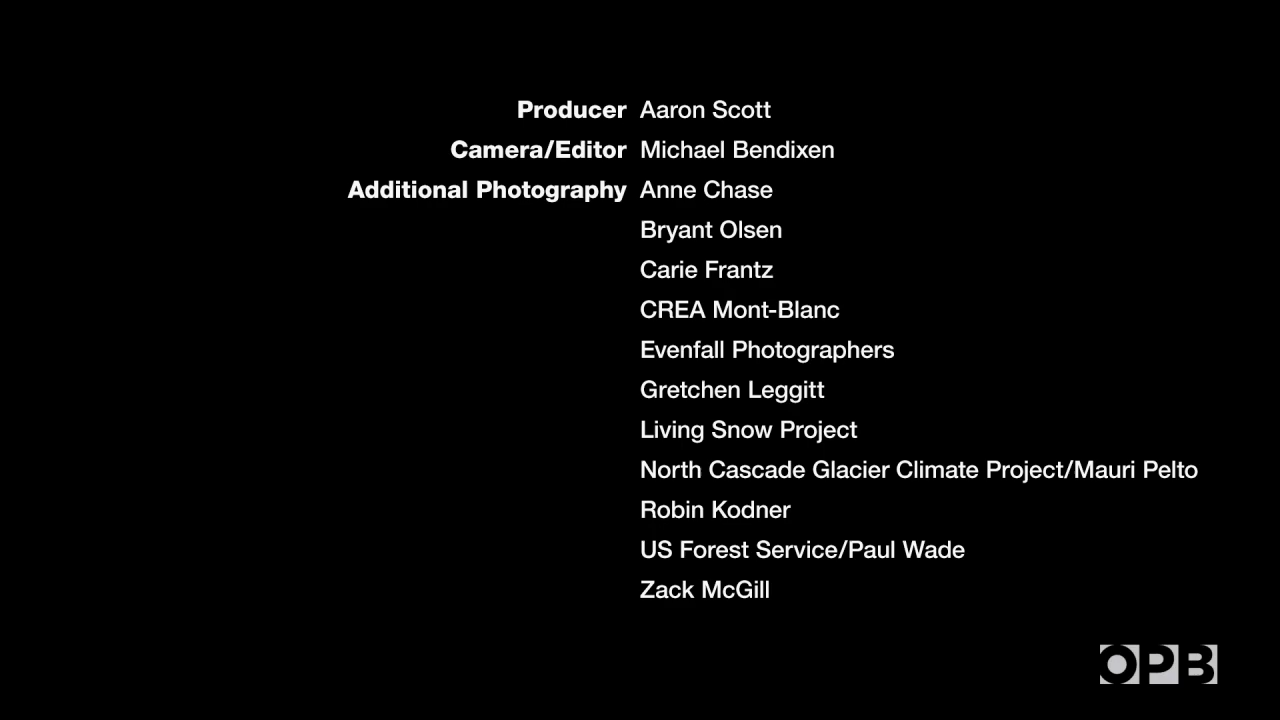 Producer Aaron Scott
Camera/Editor Michael Bendixen
Additional Photography Anne Chase
Bryant Olsen
Carie Frantz
CREA Mont-Blanc
Evenfall Photographers
Gretchen Leggitt
Living Snow Project
North Cascade Glacier Climate Project/Mauri Pelto
Robin Kodner
US Forest Service/Paul Wade
Zack McGill
OPB